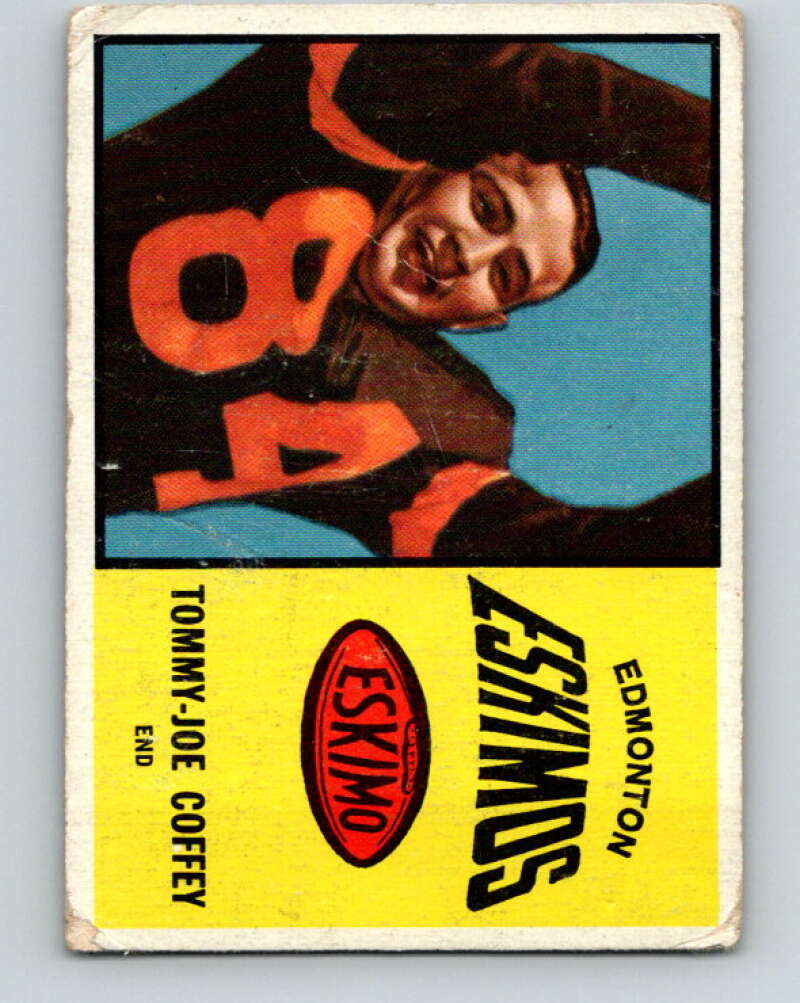 84
EDMONTON
ESKIMOS
ESKIMO
TOMMY-JOE COFFEY
END